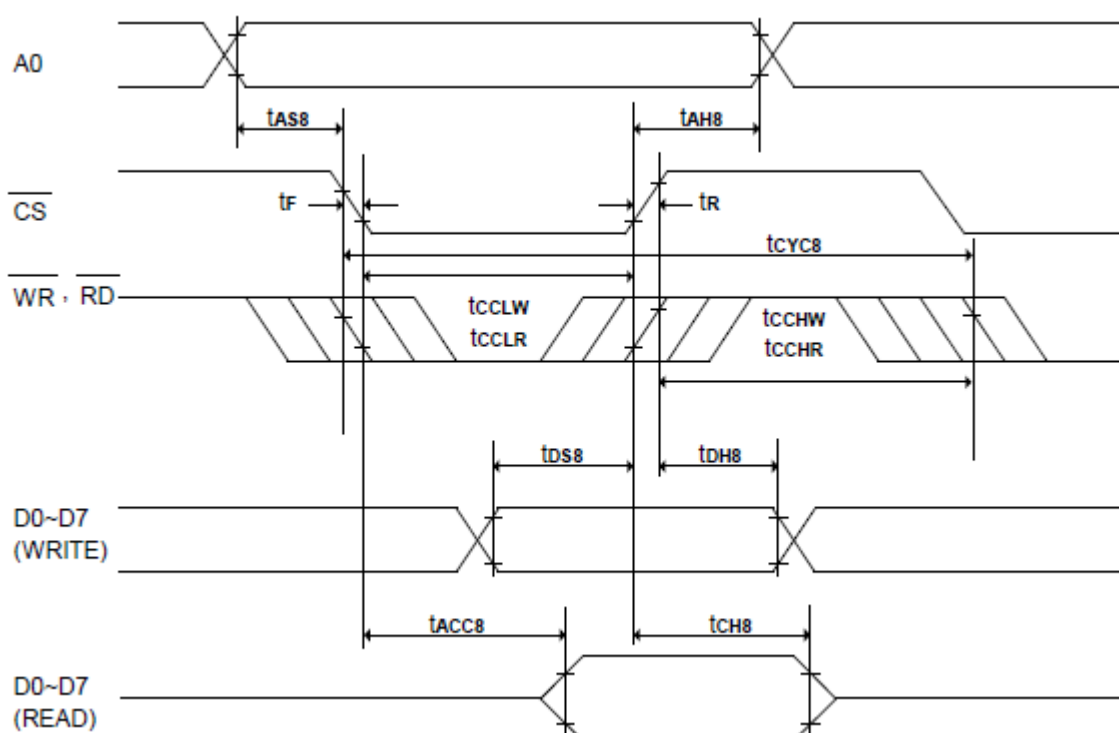 A0
tAS8
tAH8
CS
tF
tR
tCYC8
WR , RD
tCCLW
tCCLR
tCCHW
tCCHR
tDS8
tDH8
D0~D7
(WRITE)
tACC8
tCH8
D0~D7
(READ)